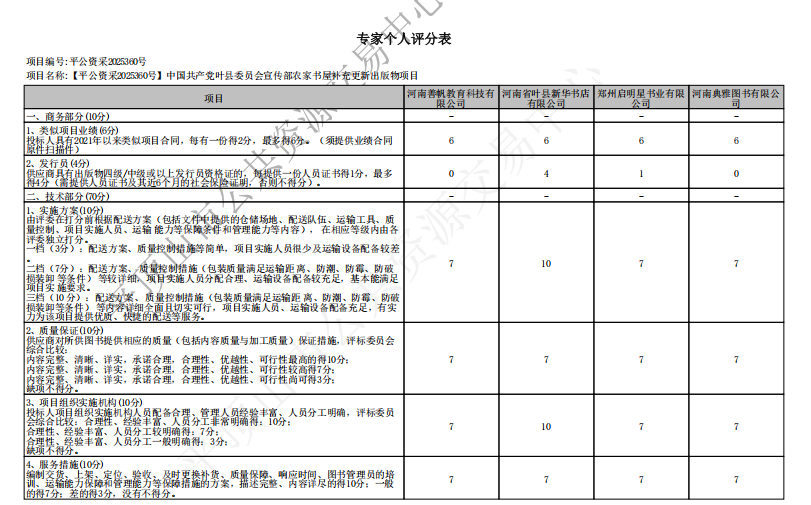 专家个人评分表
项目编号:平公资采2025360号
项目名称:【平公资采2025360号】中国共产党叶县委员会宣传部农家书屋补充更新出版物项目
项目 河南善帆教育科技有 河南省叶县新华书店 郑州启明星书业有限 河南典雅图书有限公
限公司 有限公司 公司 司
一、商务部分(10分) - - - -
1、类似项目业绩(6分)
投标人具有2021年以来类似项目合同,每有一份得2分,最多得6分。(须提供业绩合同 6 6 6 6
原件扫描件)
2、发行员(4分)
供应商具有出版物四级/中级或以上发行员资格证的,每提供一份人员证书得1分,最多 0 4 1 0
得4分(需提供人员证书及其近6个月的社会保险证明,否则不得分)。
二、技术部分(70分) - - - -
1、实施方案(10分)
由评委在打分前根据配送方案(包括文件中提供的仓储场地、配送队伍、运输工具、质
量控制、项目实施人员、运输能力等保障条件和管理能等内容),在相应等级内由各
评委独立打分。
一档(3分):配送方案、质量控制措施等简单,项目实施人员很少及运输设备配备较差
。
二档(7分):配送方案、质量控制措施(包装质量满足运输距 离、防潮、防霉、防破 7 10 7 7
损装卸 等条件) 等较详细,项目实施人员分配合理、运输设备配备较充足,基本能满足
项目实 施要求。
三档(10 分):配送方案、质量控制措施(包装质量满足运输距 离、防潮、防霉、防破
损装卸等条件) 等内容详细全面且切实可行,项目实施人员、运输设备配备充足,有实
力为该项目提供优质、快捷的配送等服务。
2、质量保证(10分)
供应商对所供图书提供相应的质量(包括内容质量与加工质量)保证措施,评标委员会
综合比较:
内容完整、清晰、详实,承诺合理,合理性、优越性、可行性最高的得10分; 7 7 7 7
内容完整、清晰、详实,承诺合理,合理性、优越性、可行性较高得7分;
内容完整、清晰、详实,承诺合理,合理性、优越性、可行性尚可得3分;
缺项不得分。
3、项目组织实施机构(10分)
投标人项目组织实施机构人员配备合理、管理人员经验丰富、人员分工明确,评标委员
会综合比较:合理性、经验丰富、人员分工非常明确得:10分;
合理性、经验丰富、人员分工较明确得:7分; 7 10 7 7
合理性、经验丰富、人员分工一般明确得:3分;
缺项不得分。
4、服务措施(10分)
编制交货、上架、定位、验收、及时更换补货、质量保障、响应时间、图书管理员的培
训、运输能力保障和管理能力等保障措施的方案,描述完整、内容详尽的得10分;一般 7 7 7 7
的得7分;差的得3分,没有不得分。
平顶山市公共资源交易中心
平顶山市公共资源交易中心